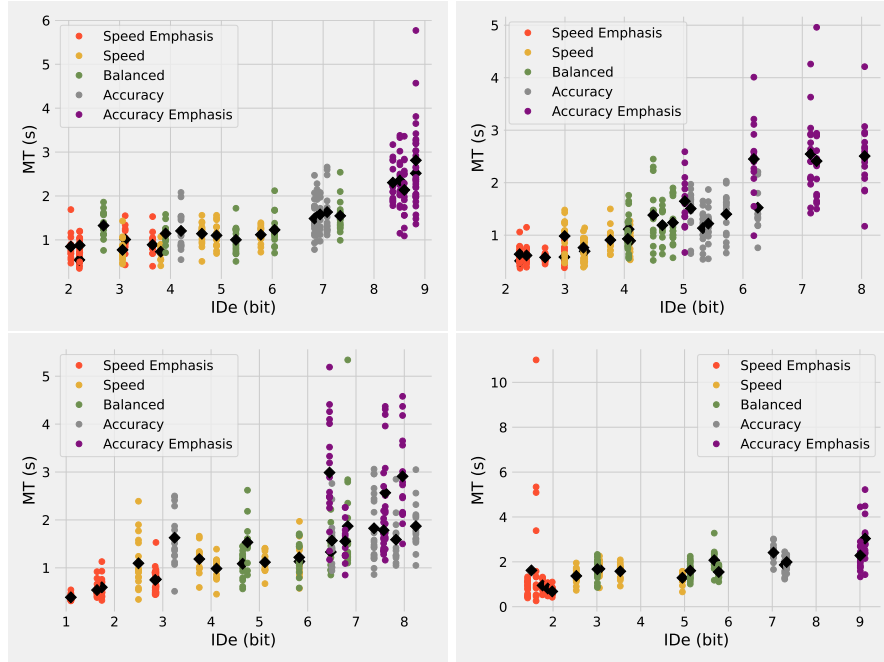 6
5
4
3
2
1
MT (s)
Speed Emphasis
Speed
Balanced
Accuracy
Accuracy Emphasis
2 3 4 5 6 7 8 9
IDe (bit)
5
4
3
2
1
MT (s)
Speed Emphasis
Speed
Balanced
Accuracy
Accuracy Emphasis
2 3 4 5 6 7 8
IDe (bit)
5
4
3
2
1
MT (s)
Speed Emphasis
Speed
Balanced
Accuracy
Accuracy Emphasis
1 2 3 4 5 6 7 8
IDe (bit)
10
8
6
4
2
0
MT (s)
Speed Emphasis
Speed
Balanced
Accuracy
Accuracy Emphasis
2 3 4 5 6 7 8 9
IDe (bit)